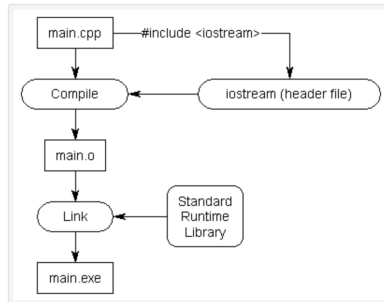 main.cpp
#include <iostream>
Compile
iostream (header file)
main.o
Link
Standard
Runtime
Library
main.exe